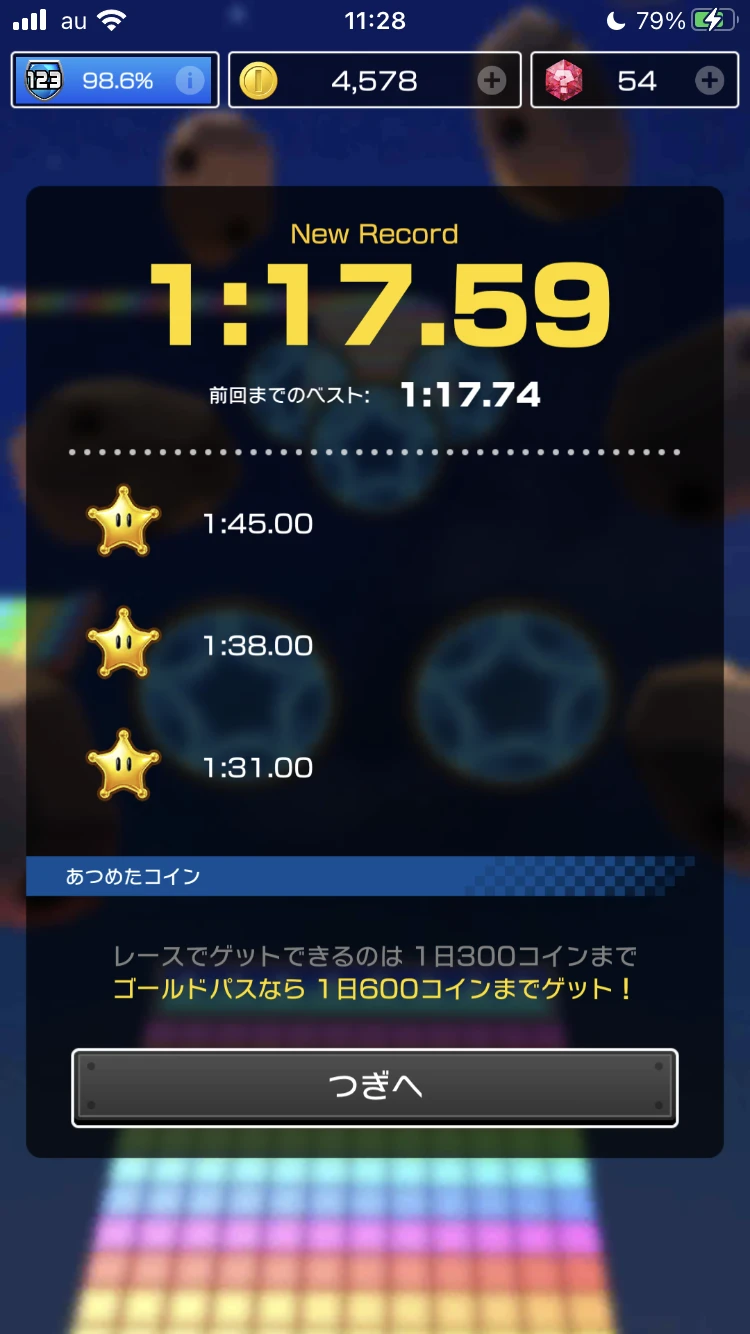 au 11:28 79%
123 98.6% i 4,578 + ? 54 +
New Record
1:17.59
前回までのベスト: 1:17.74
1:45.00
1:38.00
1:31.00
あつめたコイン
レースでゲットできるのは 1日300コインまで
ゴールドパスなら 1日600コインまでゲット！
つぎへ